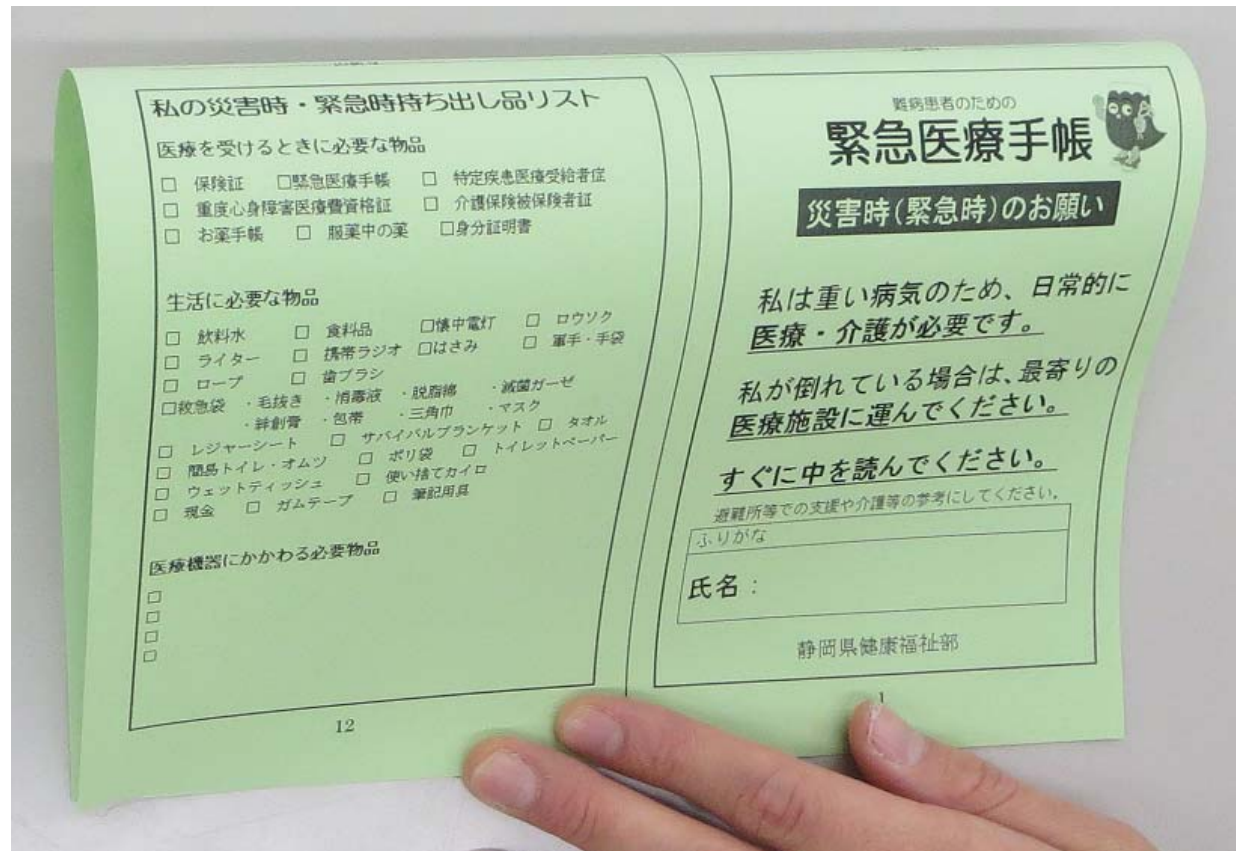 私の災害時・緊急時持ち出し品リスト
医療を受けるときに必要な物品
□ 保険証 □緊急医療手帳 □ 特定疾患医療受給者症
□ 重度心身障害医療費資格証 □ 介護保険被保険者証
□ お薬手帳 □ 服薬中の薬 □身分証明書
生活に必要な物品
□ 飲料水 □ 食料品 □懐中電灯 □ ロウソク
□ ライター □ 携帯ラジオ □はさみ □ 軍手・手袋
□ ロープ □ 歯ブラシ
□救急袋 ・毛抜き ・消毒液 ・脱脂綿 ・滅菌ガーゼ
・絆創膏 ・包帯 ・三角巾 ・マスク
□ レジャーシート □ サバイバルブランケット □ タオル
□ 簡易トイレ・オムツ □ ポリ袋 □ トイレットペーパー
□ ウェットティッシュ □ 使い捨てカイロ
□ 現金 □ ガムテープ □ 筆記用具
医療機器にかかわる必要物品
□
□
□
□
12
難病患者のための
緊急医療手帳
災害時(緊急時)のお願い
私は重い病気のため、日常的に
医療・介護が必要です。
私が倒れている場合は、最寄りの
医療施設に運んでください。
すぐに中を読んでください。
避難所等での支援や介護等の参考にしてください。
ふりがな
氏名：
静岡県健康福祉部
1